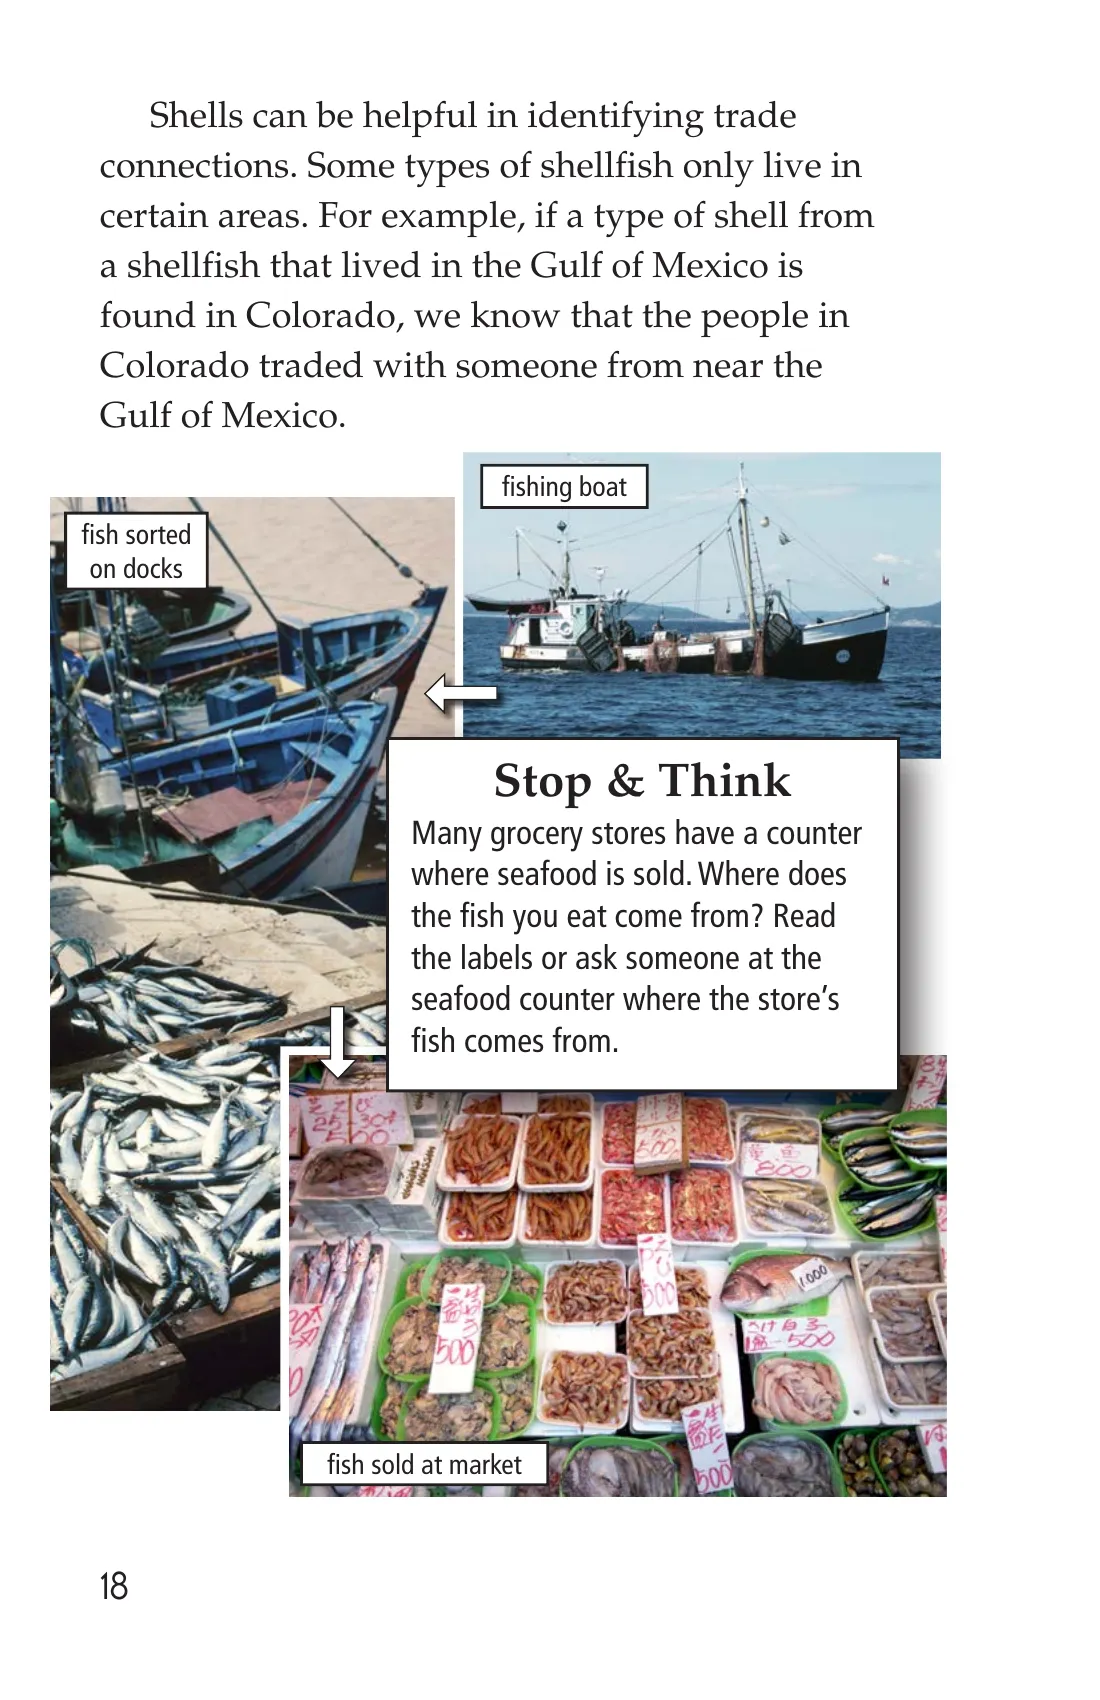 Shells can be helpful in identifying trade
connections. Some types of shellfish only live in
certain areas. For example, if a type of shell from
a shellfish that lived in the Gulf of Mexico is
found in Colorado, we know that the people in
Colorado traded with someone from near the
Gulf of Mexico.
fishing boat
fish sorted
on docks
Stop & Think
Many grocery stores have a counter
where seafood is sold. Where does
the fish you eat come from? Read
the labels or ask someone at the
seafood counter where the store’s
fish comes from.
500
500
800
500
1.000
500
500
500
fish sold at market
18